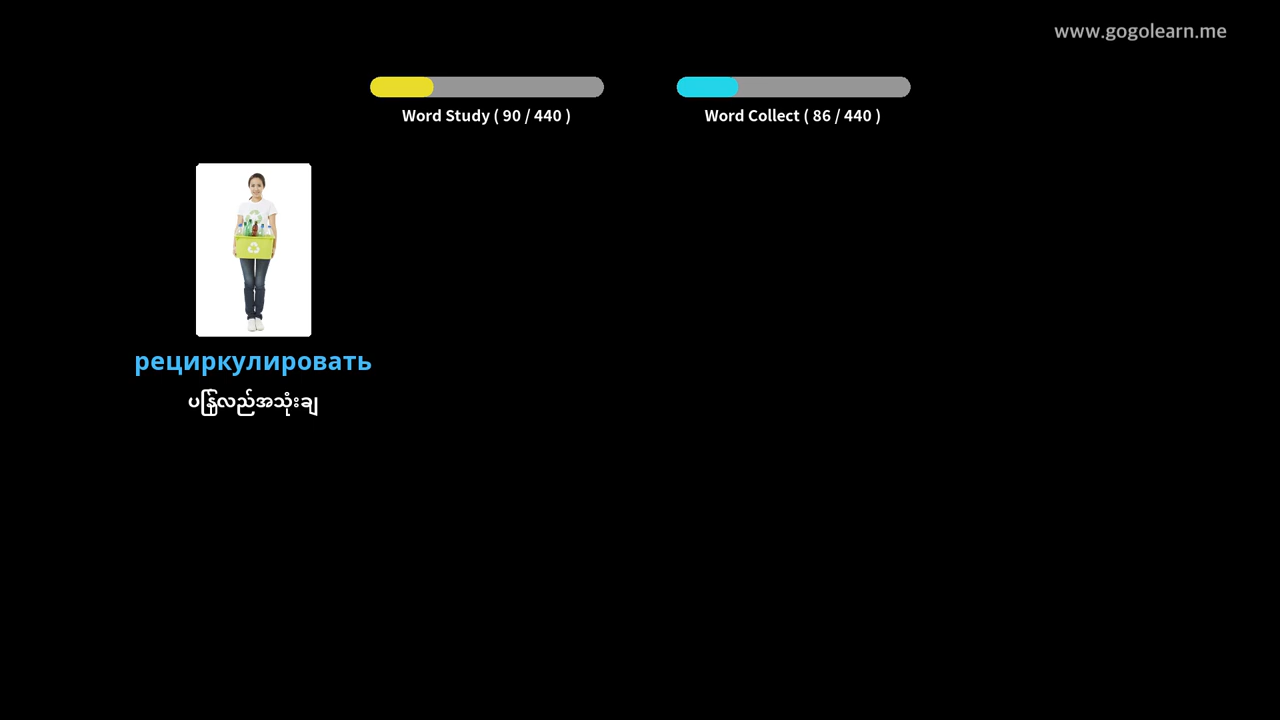 www.gogolearn.me
Word Study ( 90 / 440 )
Word Collect ( 86 / 440 )
рециркулировать
ပြန်လည်အသုံးချ